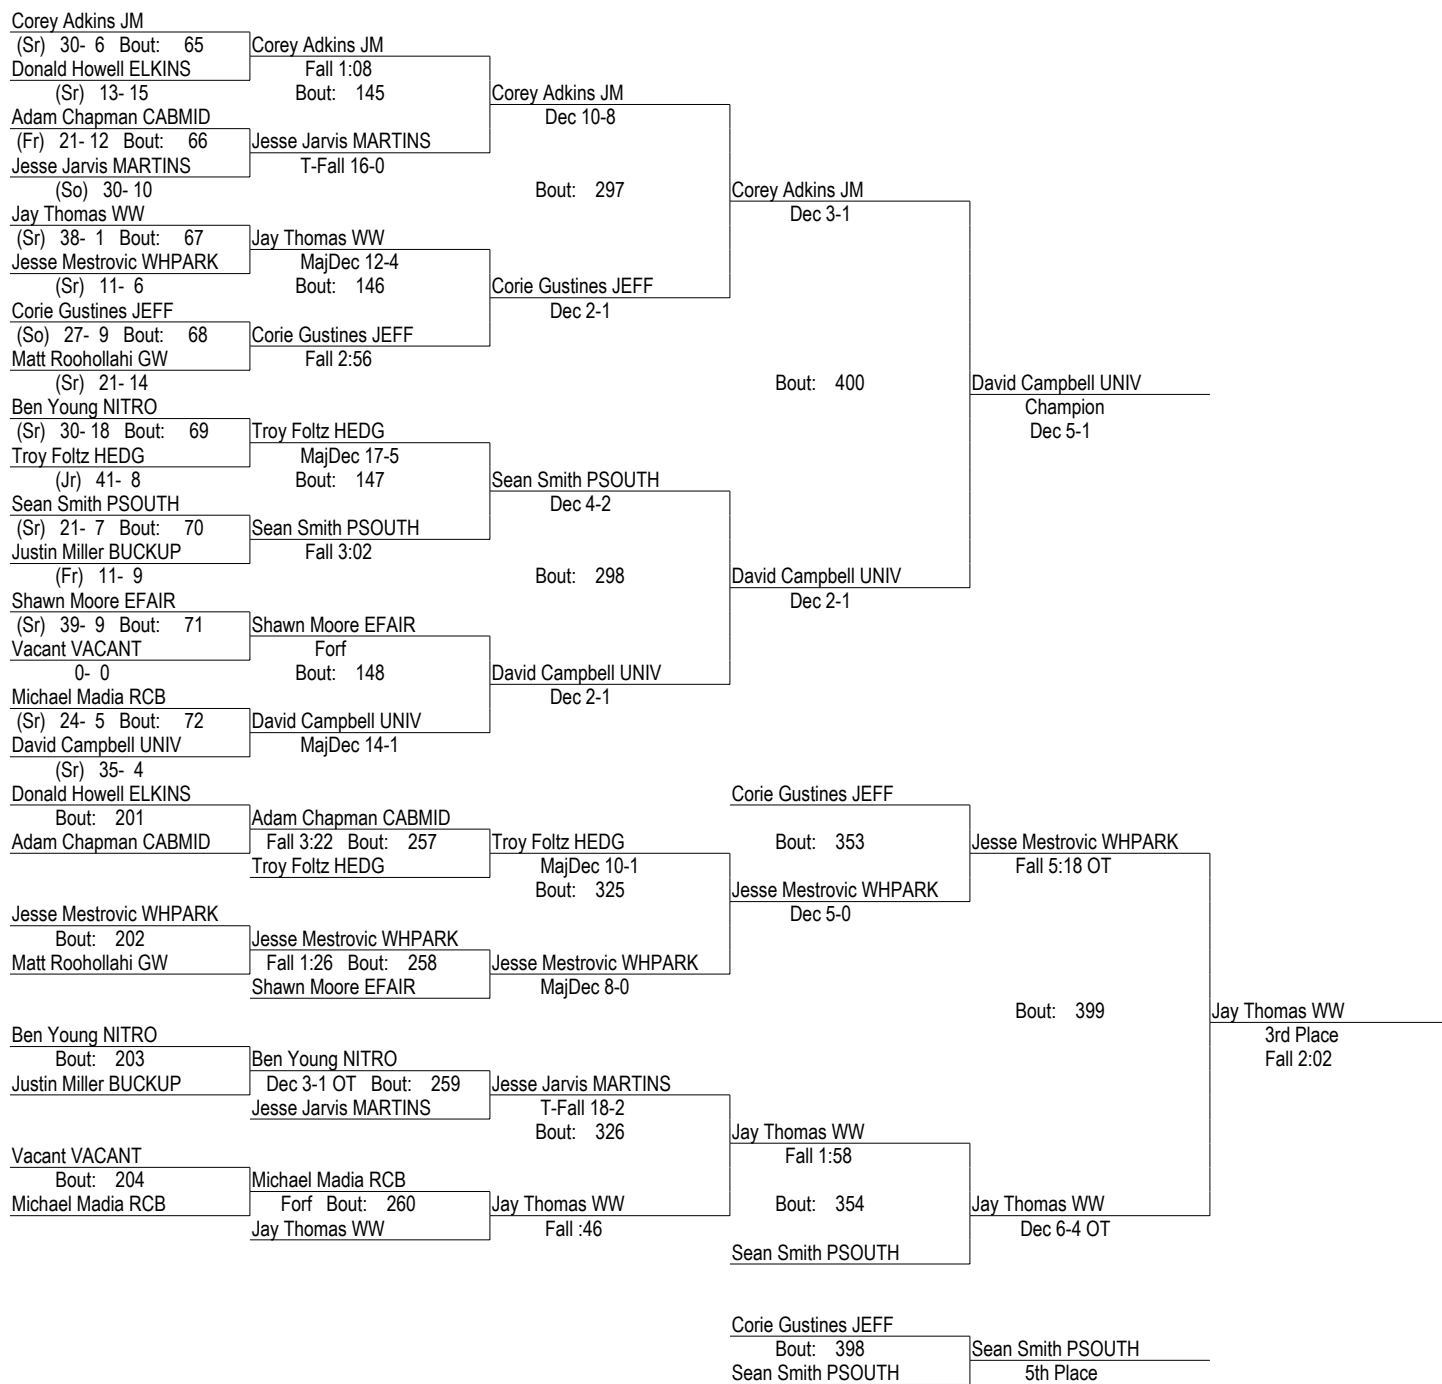 Corey Adkins JM
(Sr) 30- 6 Bout: 65 Corey Adkins JM
Donald Howell ELKINS Fall 1:08
(Sr) 13- 15 Bout: 145 Corey Adkins JM
Adam Chapman CABMID Dec 10-8
(Fr) 21- 12 Bout: 66 Jesse Jarvis MARTINS
Jesse Jarvis MARTINS T-Fall 16-0
(So) 30- 10 Bout: 297 Corey Adkins JM
Jay Thomas WW Dec 3-1
(Sr) 38- 1 Bout: 67 Jay Thomas WW
Jesse Mestrovic WHPARK MajDec 12-4
(Sr) 11- 6 Bout: 146 Corie Gustines JEFF
Corie Gustines JEFF Dec 2-1
(So) 27- 9 Bout: 68 Corie Gustines JEFF
Matt Roohollahi GW Fall 2:56
(Sr) 21- 14 Bout: 400 David Campbell UNIV
Ben Young NITRO Champion
(Sr) 30- 18 Bout: 69 Troy Foltz HEDG Dec 5-1
Troy Foltz HEDG MajDec 17-5
(Jr) 41- 8 Bout: 147 Sean Smith PSOUTH
Sean Smith PSOUTH Dec 4-2
(Sr) 21- 7 Bout: 70 Sean Smith PSOUTH
Justin Miller BUCKUP Fall 3:02
(Fr) 11- 9 Bout: 298 David Campbell UNIV
Shawn Moore EFAIR Dec 2-1
(Sr) 39- 9 Bout: 71 Shawn Moore EFAIR
Vacant VACANT Forf
0- 0 Bout: 148 David Campbell UNIV
Michael Madia RCB Dec 2-1
(Sr) 24- 5 Bout: 72 David Campbell UNIV
David Campbell UNIV MajDec 14-1
(Sr) 35- 4
Donald Howell ELKINS Corie Gustines JEFF
Bout: 201 Adam Chapman CABMID
Adam Chapman CABMID Fall 3:22 Bout: 257 Troy Foltz HEDG Bout: 353 Jesse Mestrovic WHPARK
Troy Foltz HEDG MajDec 10-1 Fall 5:18 OT
Bout: 325 Jesse Mestrovic WHPARK
Jesse Mestrovic WHPARK Dec 5-0
Bout: 202 Jesse Mestrovic WHPARK
Matt Roohollahi GW Fall 1:26 Bout: 258 Jesse Mestrovic WHPARK
Shawn Moore EFAIR MajDec 8-0
Bout: 399 Jay Thomas WW
Ben Young NITRO 3rd Place
Bout: 203 Ben Young NITRO Fall 2:02
Justin Miller BUCKUP Dec 3-1 OT Bout: 259 Jesse Jarvis MARTINS
Jesse Jarvis MARTINS T-Fall 18-2
Bout: 326 Jay Thomas WW
Vacant VACANT Fall 1:58
Bout: 204 Michael Madia RCB
Michael Madia RCB Forf Bout: 260 Jay Thomas WW Bout: 354 Jay Thomas WW
Jay Thomas WW Fall :46 Dec 6-4 OT
Sean Smith PSOUTH
Corie Gustines JEFF
Bout: 398 Sean Smith PSOUTH
Sean Smith PSOUTH 5th Place